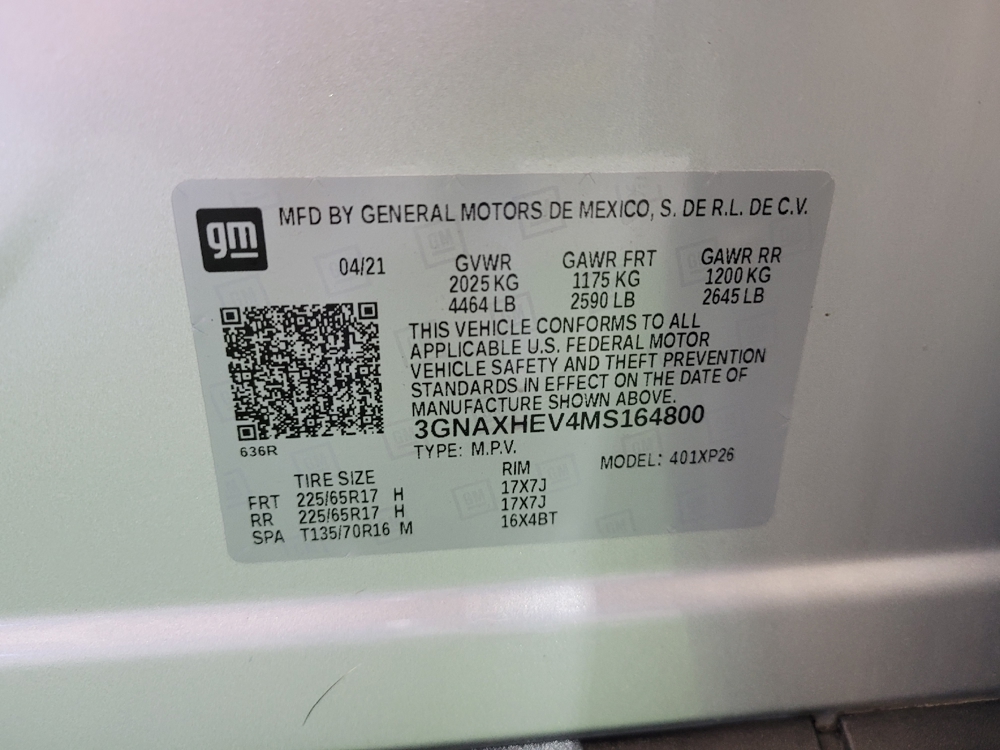 gm
MFD BY GENERAL MOTORS DE MEXICO, S. DE R.L. DE C.V.
04/21
GVWR
2025 KG
4464 LB
GAWR FRT
1175 KG
2590 LB
GAWR RR
1200 KG
2645 LB
THIS VEHICLE CONFORMS TO ALL
APPLICABLE U.S. FEDERAL MOTOR
VEHICLE SAFETY AND THEFT PREVENTION
STANDARDS IN EFFECT ON THE DATE OF
MANUFACTURE SHOWN ABOVE.
3GNAXHEV4MS164800
636R
TYPE: M.P.V.
MODEL: 401XP26
TIRE SIZE RIM
FRT 225/65R17 H 17X7J
RR 225/65R17 H 17X7J
SPA T135/70R16 M 16X4BT